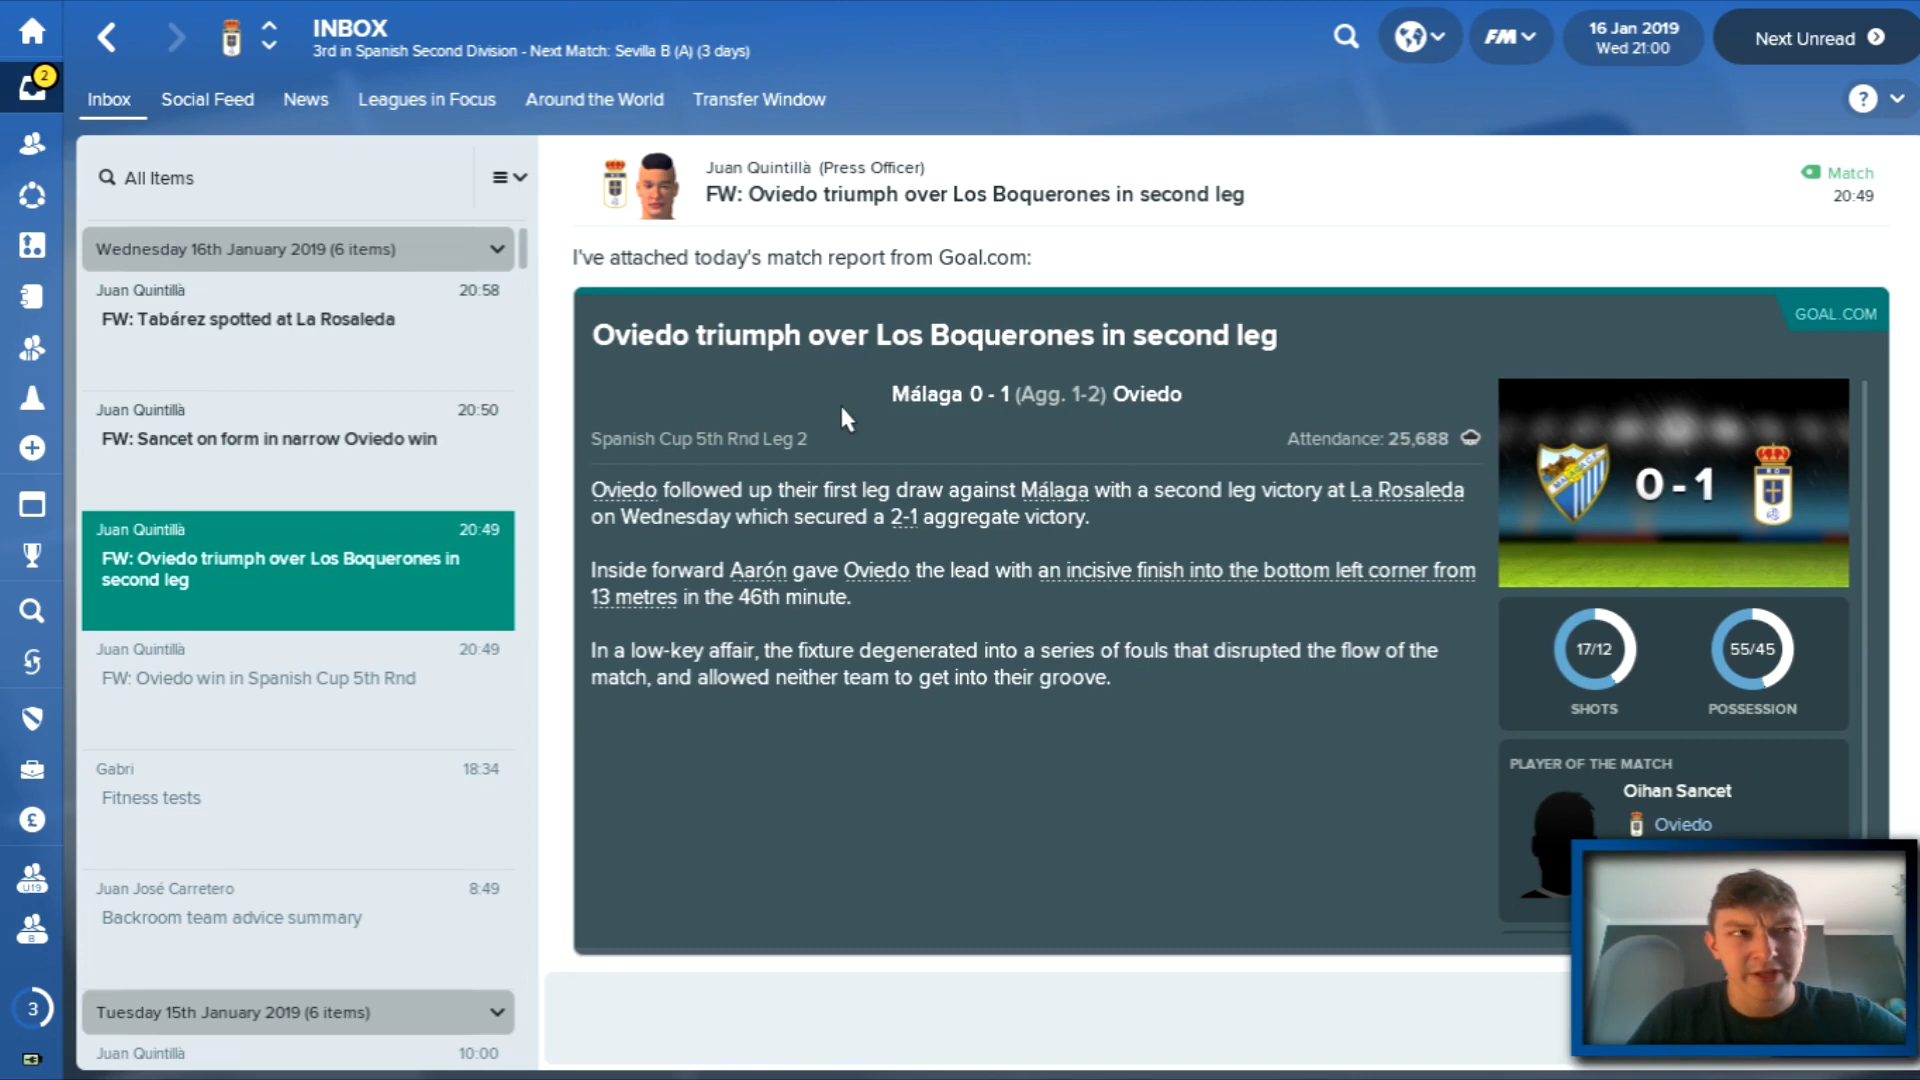 INBOX
3rd in Spanish Second Division - Next Match: Sevilla B (A) (3 days)
FM
16 Jan 2019
Wed 21:00
Next Unread
2
Inbox
Social Feed
News
Leagues in Focus
Around the World
Transfer Window
?
All Items
Wednesday 16th January 2019 (6 items)
Juan Quintillà
20:58
FW: Tabárez spotted at La Rosaleda
Juan Quintillà
20:50
FW: Sancet on form in narrow Oviedo win
Juan Quintillà
20:49
FW: Oviedo triumph over Los Boquerones in
second leg
Juan Quintillà
20:49
FW: Oviedo win in Spanish Cup 5th Rnd
Gabri
18:34
Fitness tests
Juan José Carretero
8:49
Backroom team advice summary
Tuesday 15th January 2019 (6 items)
Juan Quintillà
10:00
£
U19
B
3
Juan Quintillà (Press Officer)
FW: Oviedo triumph over Los Boquerones in second leg
Match
20:49
I've attached today's match report from Goal.com:
GOAL.COM
Oviedo triumph over Los Boquerones in second leg
Málaga 0 - 1 (Agg. 1-2) Oviedo
Spanish Cup 5th Rnd Leg 2
Attendance: 25,688
Oviedo followed up their first leg draw against Málaga with a second leg victory at La Rosaleda
on Wednesday which secured a 2-1 aggregate victory.
Inside forward Aarón gave Oviedo the lead with an incisive finish into the bottom left corner from
13 metres in the 46th minute.
In a low-key affair, the fixture degenerated into a series of fouls that disrupted the flow of the
match, and allowed neither team to get into their groove.
0 - 1
17/12
SHOTS
55/45
POSSESSION
PLAYER OF THE MATCH
Oihan Sancet
Oviedo